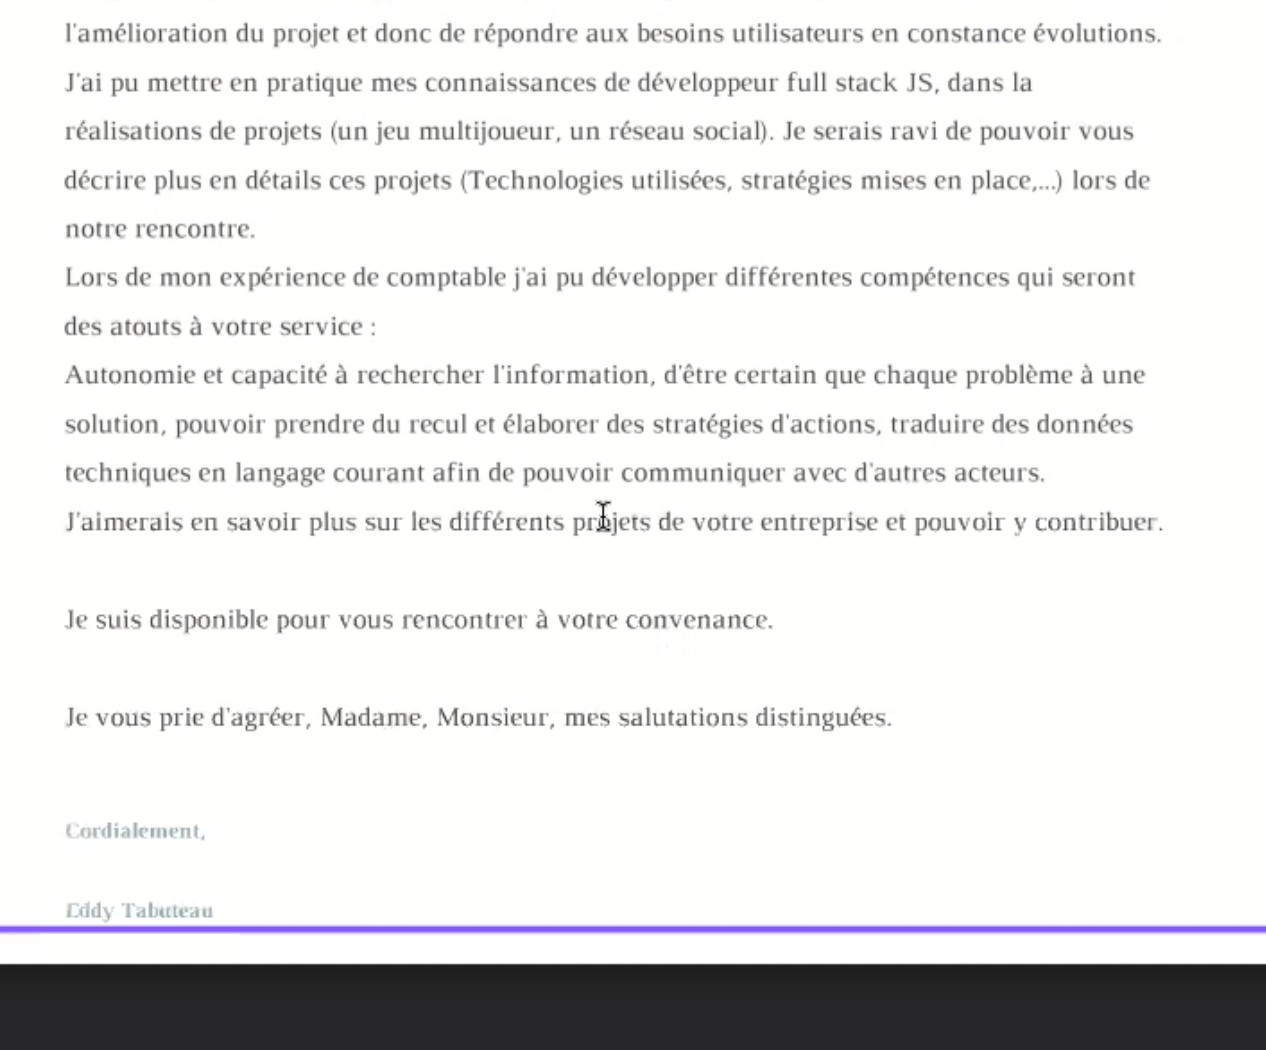 l'amélioration du projet et donc de répondre aux besoins utilisateurs en constance évolutions.
J'ai pu mettre en pratique mes connaissances de développeur full stack JS, dans la
réalisations de projets (un jeu multijoueur, un réseau social). Je serais ravi de pouvoir vous
décrire plus en détails ces projets (Technologies utilisées, stratégies mises en place,...) lors de
notre rencontre.
Lors de mon expérience de comptable j'ai pu développer différentes compétences qui seront
des atouts à votre service :
Autonomie et capacité à rechercher l'information, d'être certain que chaque problème à une
solution, pouvoir prendre du recul et élaborer des stratégies d'actions, traduire des données
techniques en langage courant afin de pouvoir communiquer avec d'autres acteurs.
J'aimerais en savoir plus sur les différents projets de votre entreprise et pouvoir y contribuer.
Je suis disponible pour vous rencontrer à votre convenance.
Je vous prie d'agréer, Madame, Monsieur, mes salutations distinguées.
Cordialement,
Eddy Tabuteau